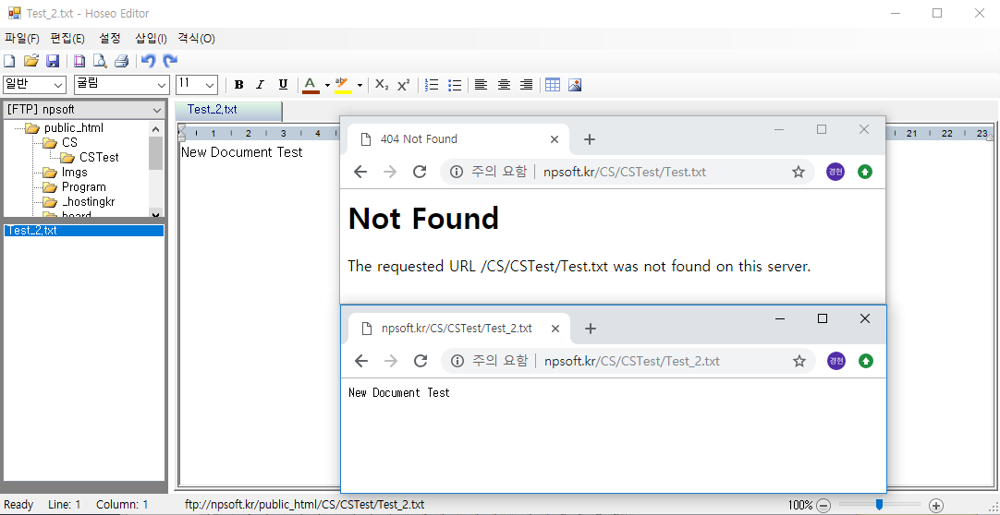 Test_2.txt - Hoseo Editor
파일(F) 편집(E) 설정 삽입(I) 격식(O)
일반 굴림 11 B I U A ab X₂ X²
[FTP] npsoft
public_html
CS
CSTest
Imgs
Program
_hostingkr
board
Test_2.txt
Test_2.txt
1 2 3 4 21 22 23
New Document Test
404 Not Found
주의 요함 npsoft.kr/CS/CSTest/Test.txt 경현
Not Found
The requested URL /CS/CSTest/Test.txt was not found on this server.
npsoft.kr/CS/CSTest/Test_2.txt
주의 요함 npsoft.kr/CS/CSTest/Test_2.txt 경현
New Document Test
Ready Line: 1 Column: 1 ftp://npsoft.kr/public_html/CS/CSTest/Test_2.txt 100%